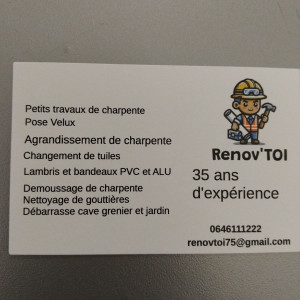 Petits travaux de charpente
Pose Velux
Agrandissement de charpente
Changement de tuiles
Lambris et bandeaux PVC et ALU
Demoussage de charpente
Nettoyage de gouttières
Débarrasse cave grenier et jardin
Renov'TOI
35 ans
d'expérience
0646111222
renovtoi75@gmail.com